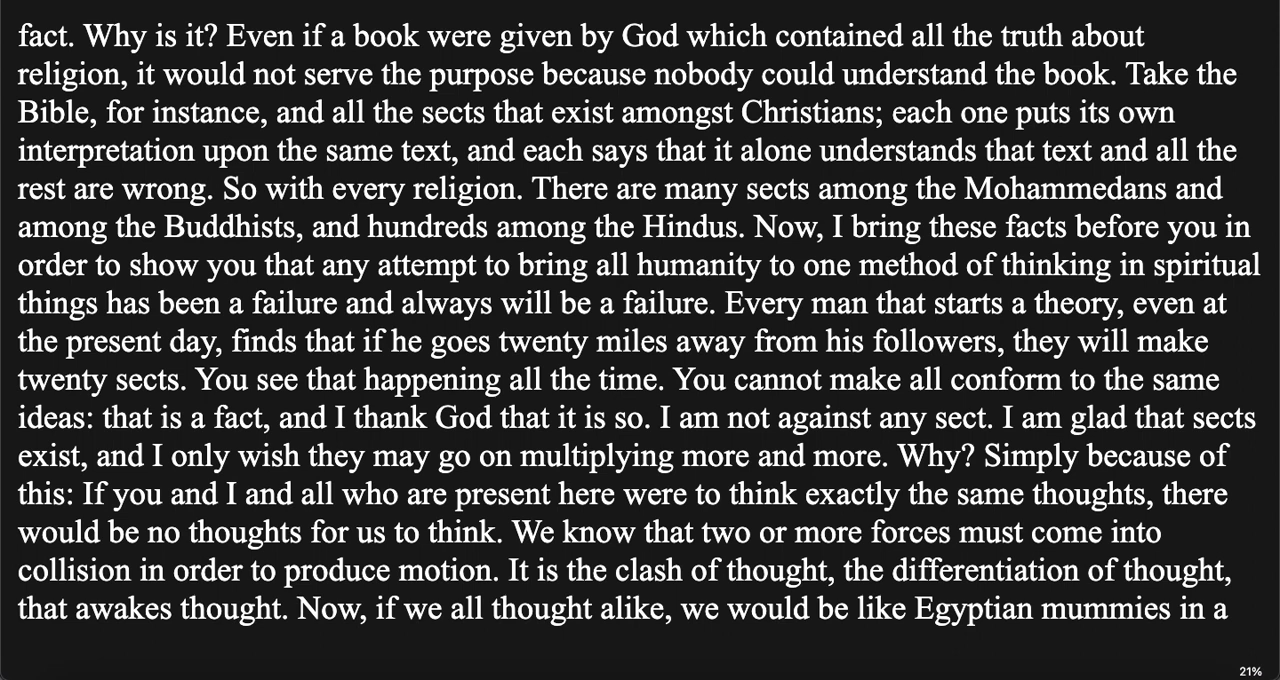 fact. Why is it? Even if a book were given by God which contained all the truth about
religion, it would not serve the purpose because nobody could understand the book. Take the
Bible, for instance, and all the sects that exist amongst Christians; each one puts its own
interpretation upon the same text, and each says that it alone understands that text and all the
rest are wrong. So with every religion. There are many sects among the Mohammedans and
among the Buddhists, and hundreds among the Hindus. Now, I bring these facts before you in
order to show you that any attempt to bring all humanity to one method of thinking in spiritual
things has been a failure and always will be a failure. Every man that starts a theory, even at
the present day, finds that if he goes twenty miles away from his followers, they will make
twenty sects. You see that happening all the time. You cannot make all conform to the same
ideas: that is a fact, and I thank God that it is so. I am not against any sect. I am glad that sects
exist, and I only wish they may go on multiplying more and more. Why? Simply because of
this: If you and I and all who are present here were to think exactly the same thoughts, there
would be no thoughts for us to think. We know that two or more forces must come into
collision in order to produce motion. It is the clash of thought, the differentiation of thought,
that awakes thought. Now, if we all thought alike, we would be like Egyptian mummies in a
21%